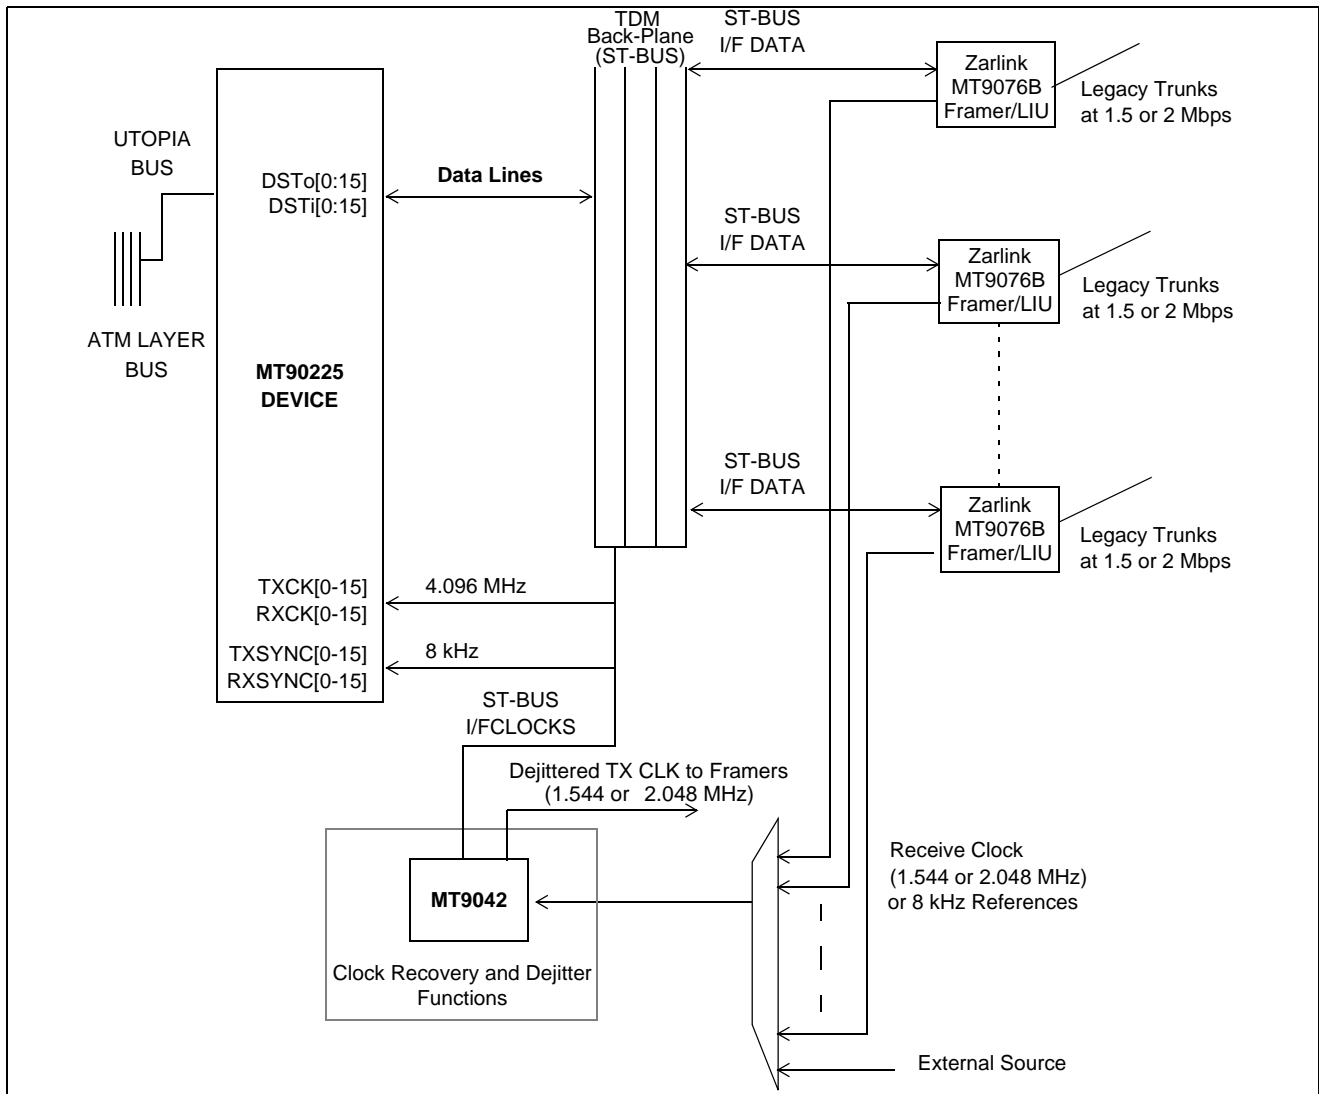 TDM
Back-Plane
(ST-BUS)
ST-BUS
I/F DATA
Zarlink
MT9076B
Framer/LIU
Legacy Trunks
at 1.5 or 2 Mbps
UTOPIA
BUS
DSTo[0:15]
DSTi[0:15]
Data Lines
ST-BUS
I/F DATA
Zarlink
MT9076B
Framer/LIU
Legacy Trunks
at 1.5 or 2 Mbps
ATM LAYER
BUS
MT90225
DEVICE
ST-BUS
I/F DATA
Zarlink
MT9076B
Framer/LIU
Legacy Trunks
at 1.5 or 2 Mbps
TXCK[0-15]
RXCK[0-15]
4.096 MHz
TXSYNC[0-15]
RXSYNC[0-15]
8 kHz
ST-BUS
I/FCLOCKS
Dejittered TX CLK to Framers
(1.544 or 2.048 MHz)
MT9042
Clock Recovery and Dejitter
Functions
Receive Clock
(1.544 or 2.048 MHz)
or 8 kHz References
External Source